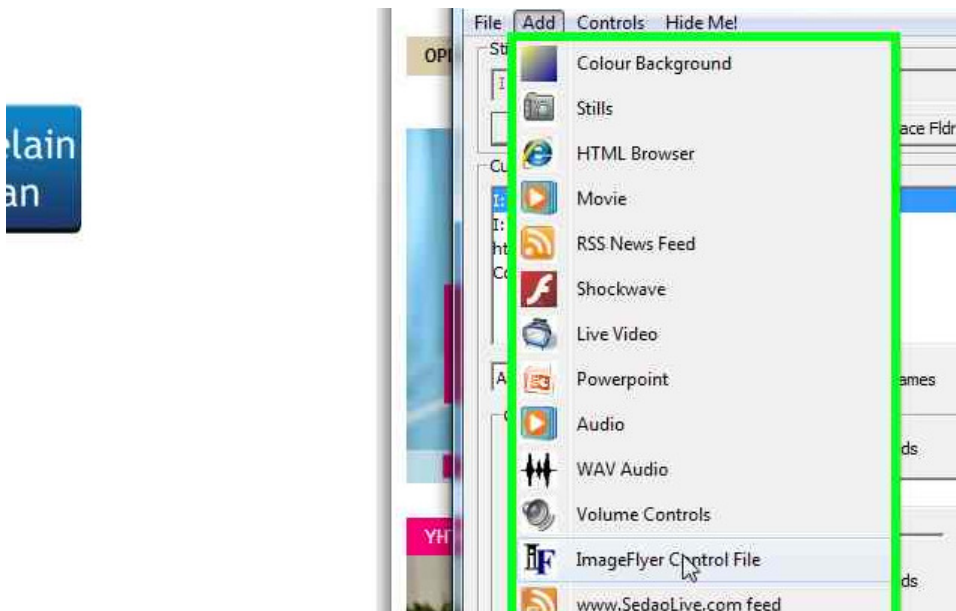 File Add Controls Hide Me!
Colour Background
Stills
HTML Browser
Movie
RSS News Feed
Shockwave
Live Video
Powerpoint
Audio
WAV Audio
Volume Controls
ImageFlyer Control File
www.SedaoLive.com feed
OPI
YH
elain
an
St
ace Fldr
Cu
I:
I:
ht
Co
A
ames
ds
ds